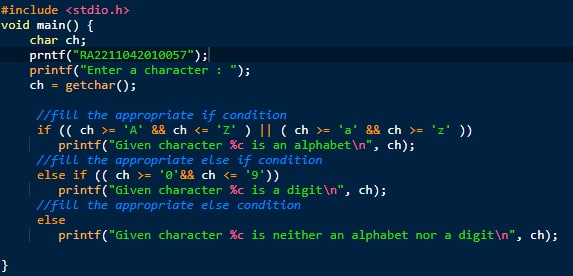 #include <stdio.h>
void main() {
char ch;
prntf("RA2211042010057");
printf("Enter a character : ");
ch = getchar();
//fill the appropriate if condition
if (( ch >= 'A' && ch <= 'Z' ) || ( ch >= 'a' && ch >= 'z' ))
printf("Given character %c is an alphabet\n", ch);
//fill the appropriate else if condition
else if (( ch >= '0'&& ch <= '9'))
printf("Given character %c is a digit\n", ch);
//fill the appropriate else condition
else
printf("Given character %c is neither an alphabet nor a digit\n", ch);
}